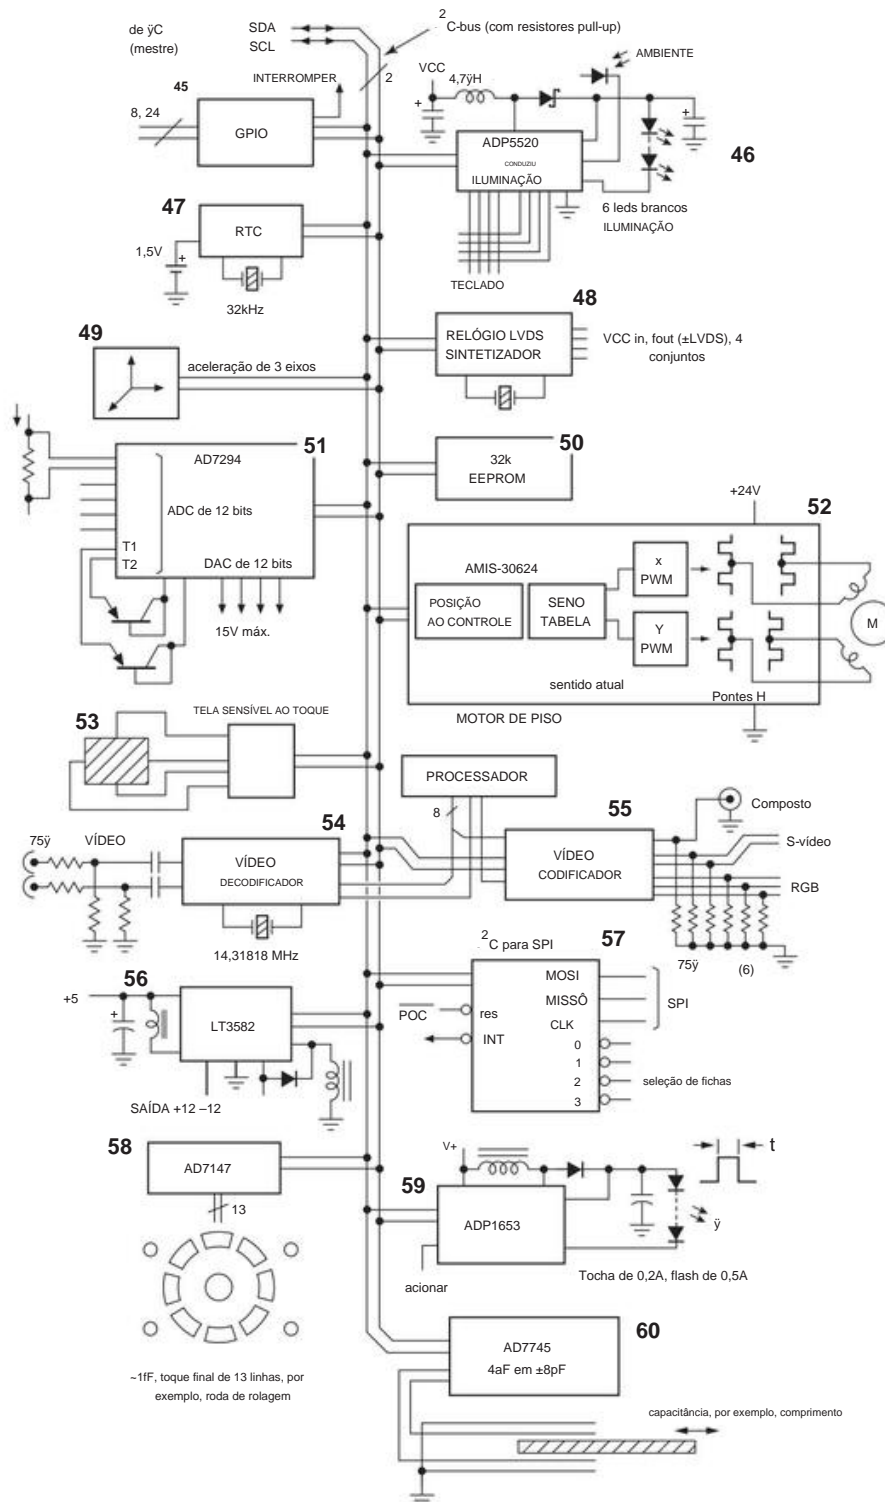 de ÿC
(mestre)
SDA
SCL
2
C-bus (com resistores pull-up)
2
INTERROMPER
45
8, 24
GPIO
VCC
4,7ÿH
AMBIENTE
+
+
ADP5520
CONDUZIU
ILUMINAÇÃO
46
6 leds brancos
ILUMINAÇÃO
TECLADO
47
RTC
1,5V
+
32kHz
48
RELÓGIO LVDS
SINTETIZADOR
VCC in, fout (±LVDS), 4
conjuntos
49
aceleração de 3 eixos
50
32k
EEPROM
51
AD7294
ADC de 12 bits
T1
T2
DAC de 12 bits
15V máx.
+24V
52
AMIS-30624
POSIÇÃO
AO CONTROLE
SENO
TABELA
x
PWM
Y
PWM
M
sentido atual
Pontes H
MOTOR DE PISO
53
TELA SENSÍVEL AO TOQUE
PROCESSADOR
8
54
75ÿ
VÍDEO
VÍDEO
DECODIFICADOR
14,31818 MHz
55
VÍDEO
CODIFICADOR
Composto
S-vídeo
RGB
75ÿ
(6)
56
+5
+
LT3582
SAÍDA +12 –12
2
C para SPI
57
MOSI
MISSÔ
CLK
SPI
POC
res
INT
0
1
2
3
seleção de fichas
58
AD7147
13
~1fF, toque final de 13 linhas, por
exemplo, roda de rolagem
59
V+
ADP1653
acionar
t
ÿ
Tocha de 0,2A, flash de 0,5A
60
AD7745
4aF em ±8pF
capacitância, por exemplo, comprimento